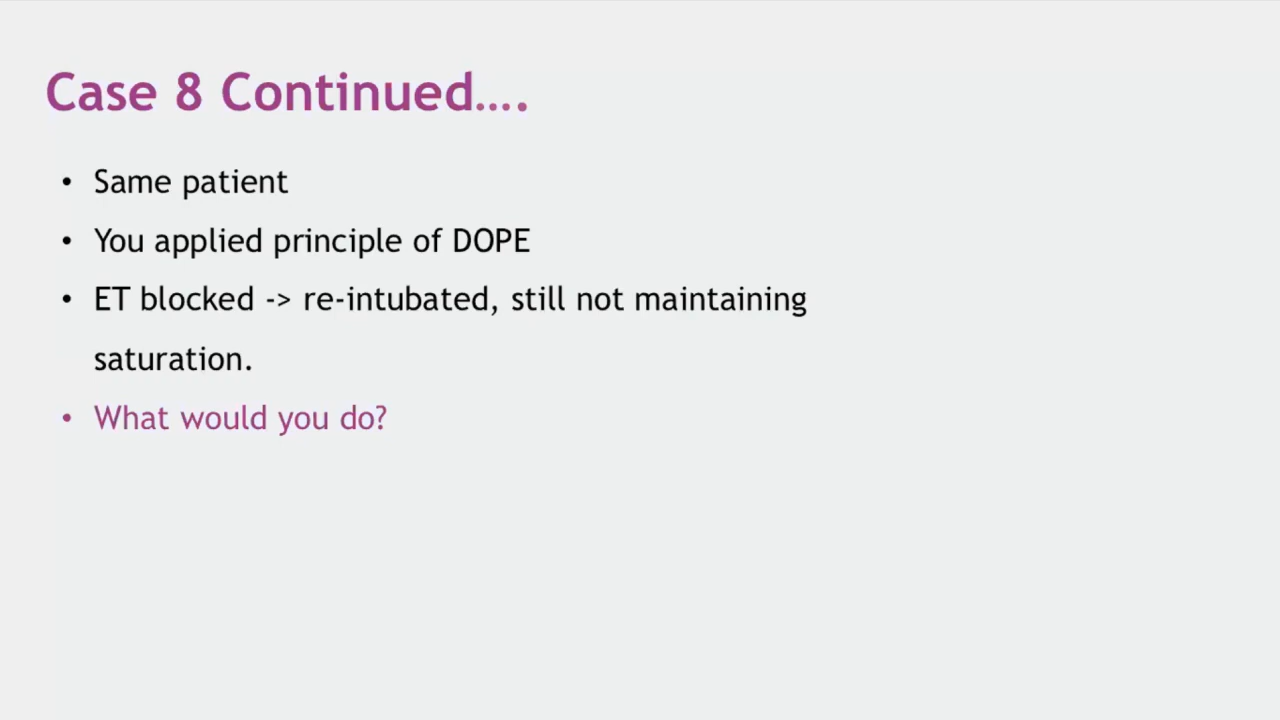 Case 8 Continued….
• Same patient
• You applied principle of DOPE
• ET blocked -> re-intubated, still not maintaining
saturation.
• What would you do?